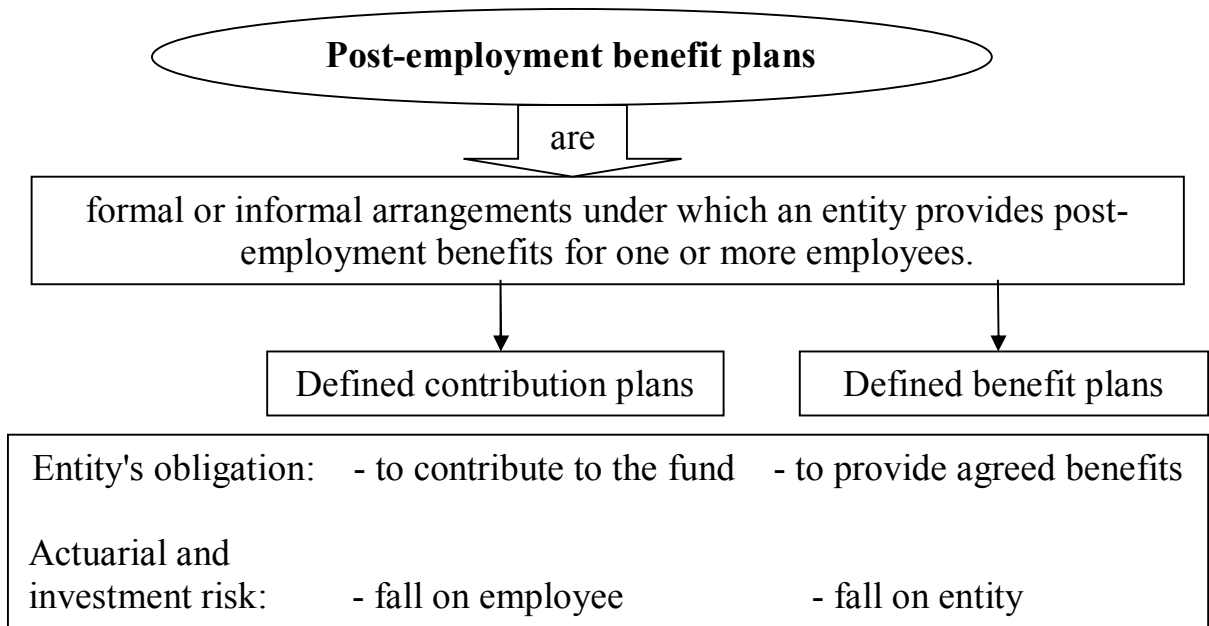 Post-employment benefit plans
are
formal or informal arrangements under which an entity provides post-
employment benefits for one or more employees.
Defined contribution plans
Defined benefit plans
Entity's obligation: - to contribute to the fund - to provide agreed benefits
Actuarial and
investment risk: - fall on employee - fall on entity